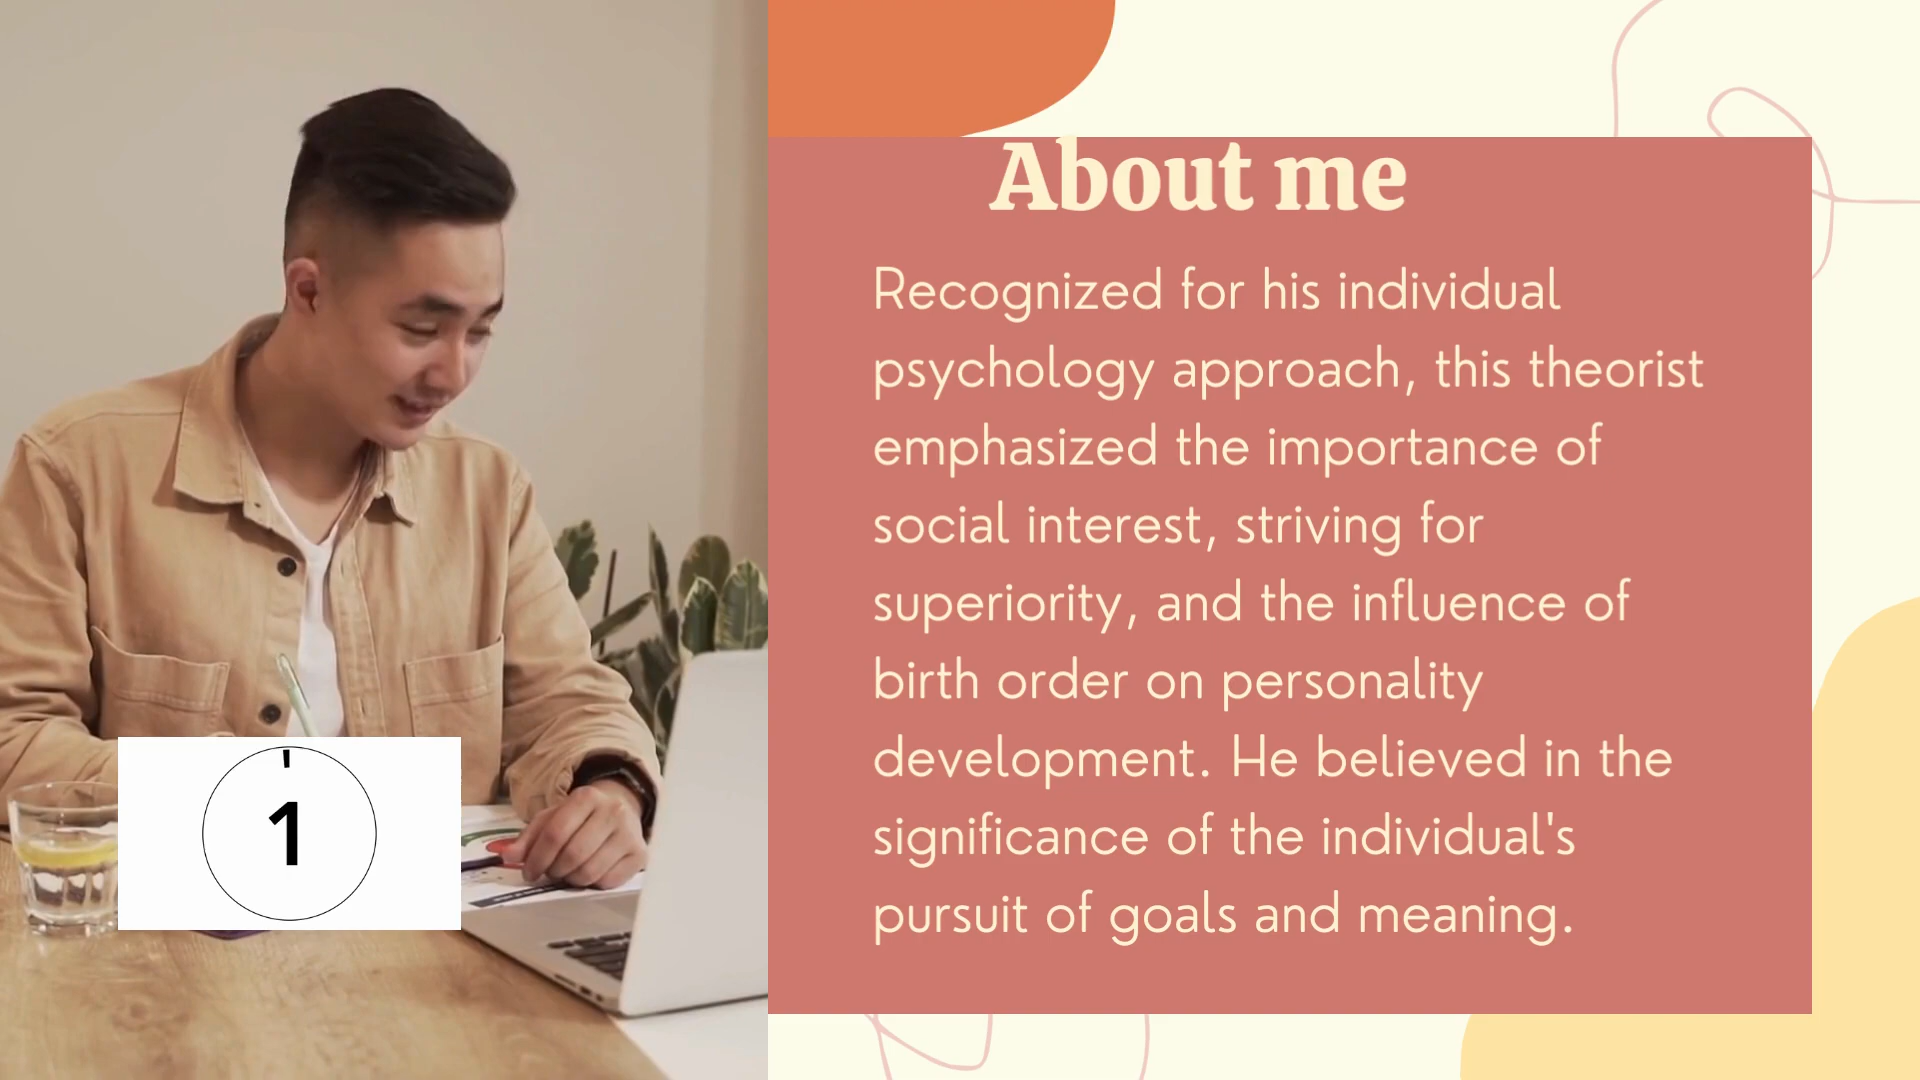 About me
Recognized for his individual
psychology approach, this theorist
emphasized the importance of
social interest, striving for
superiority, and the influence of
birth order on personality
development. He believed in the
significance of the individual's
pursuit of goals and meaning.
1